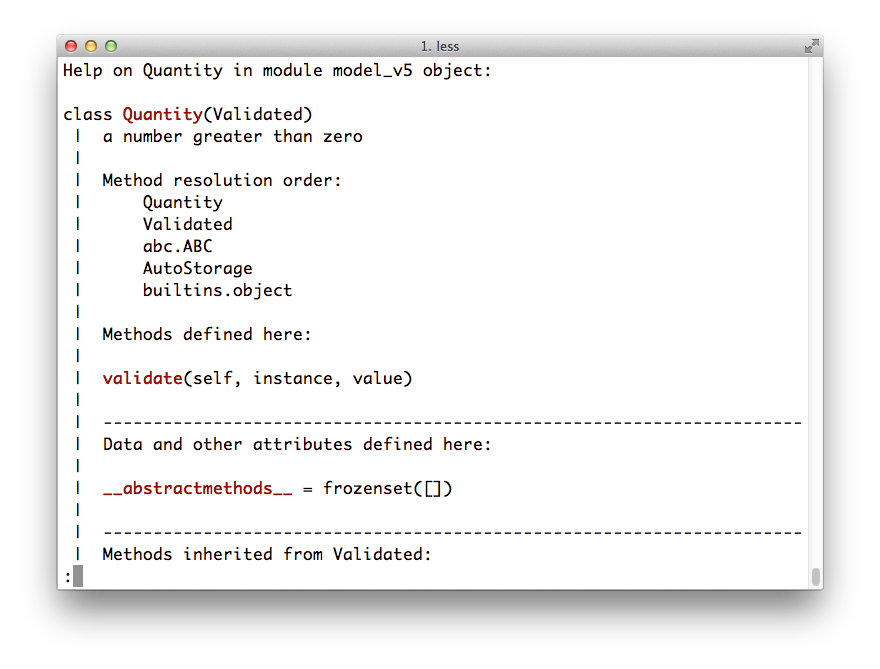 1. less
Help on Quantity in module model_v5 object:
class Quantity(Validated)
 |  a number greater than zero
 |
 |  Method resolution order:
 |      Quantity
 |      Validated
 |      abc.ABC
 |      AutoStorage
 |      builtins.object
 |
 |  Methods defined here:
 |
 |  validate(self, instance, value)
 |
 |  ----------------------------------------------------------------------
 |  Data and other attributes defined here:
 |
 |  __abstractmethods__ = frozenset([])
 |
 |  ----------------------------------------------------------------------
 |  Methods inherited from Validated:
: